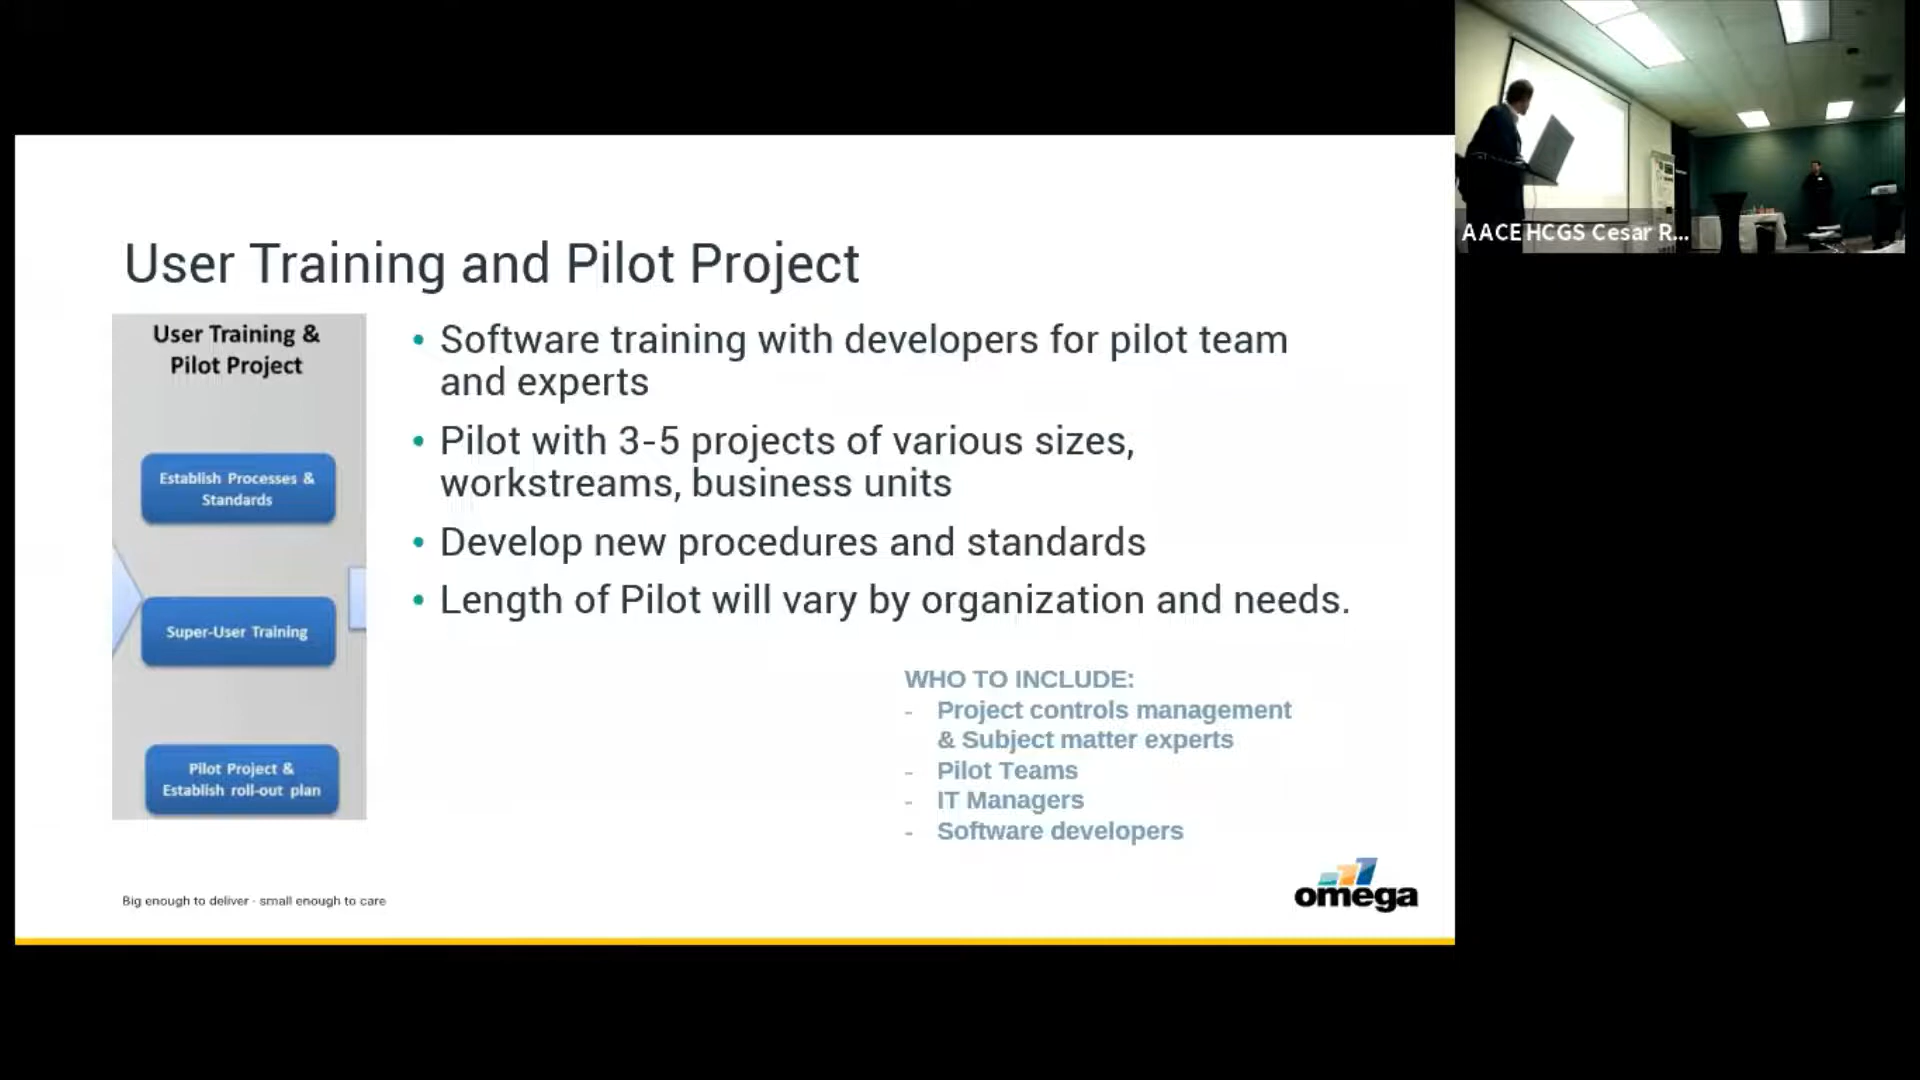 AACE HCGS Cesar R...
User Training and Pilot Project
User Training &
Pilot Project
Establish Processes &
Standards
Super-User Training
Pilot Project &
Establish roll-out plan
• Software training with developers for pilot team
and experts
• Pilot with 3-5 projects of various sizes,
workstreams, business units
• Develop new procedures and standards
• Length of Pilot will vary by organization and needs.
WHO TO INCLUDE:
- Project controls management
& Subject matter experts
- Pilot Teams
- IT Managers
- Software developers
Big enough to deliver - small enough to care
omega